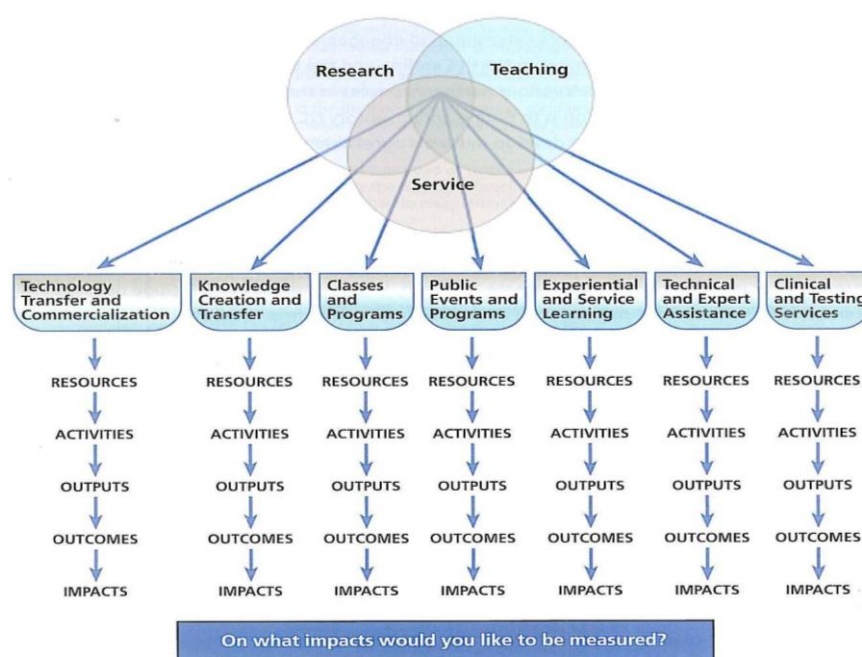 Research
Teaching
Service
Technology
Transfer and
Commercialization
Knowledge
Creation and
Transfer
Classes
and
Programs
Public
Events and
Programs
Experiential
and Service
Learning
Technical
and Expert
Assistance
Clinical
and Testing
Services
RESOURCES RESOURCES RESOURCES RESOURCES RESOURCES RESOURCES RESOURCES
ACTIVITIES ACTIVITIES ACTIVITIES ACTIVITIES ACTIVITIES ACTIVITIES ACTIVITIES
OUTPUTS OUTPUTS OUTPUTS OUTPUTS OUTPUTS OUTPUTS OUTPUTS
OUTCOMES OUTCOMES OUTCOMES OUTCOMES OUTCOMES OUTCOMES OUTCOMES
IMPACTS IMPACTS IMPACTS IMPACTS IMPACTS IMPACTS IMPACTS
On what impacts would you like to be measured?